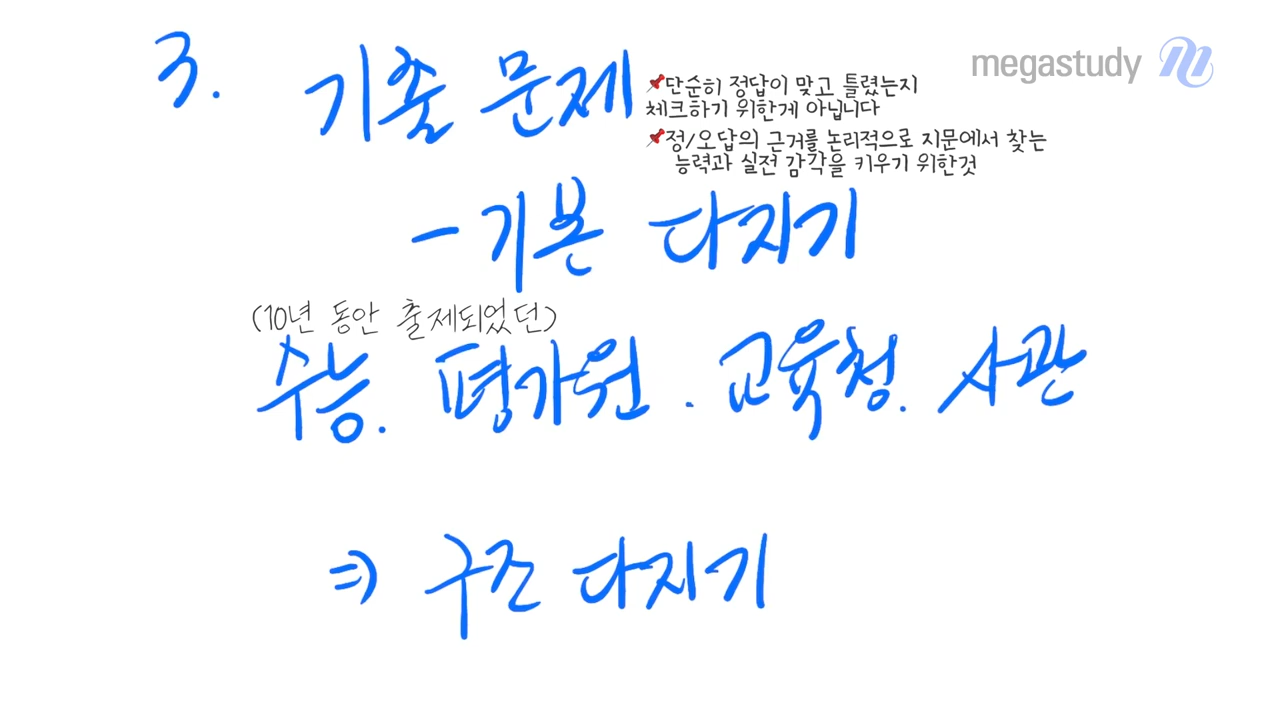 megastudy
3. 기출 문제
📌단순히 정답이 맞고 틀렸는지
체크하기 위한게 아닙니다
📌정/오답의 근거를 논리적으로 지문에서 찾는
능력과 실전 감각을 키우기 위한것
- 기본 다지기
(10년 동안 출제되었던)
수능. 평가원. 교육청. 사관
⇒ 구조 다지기